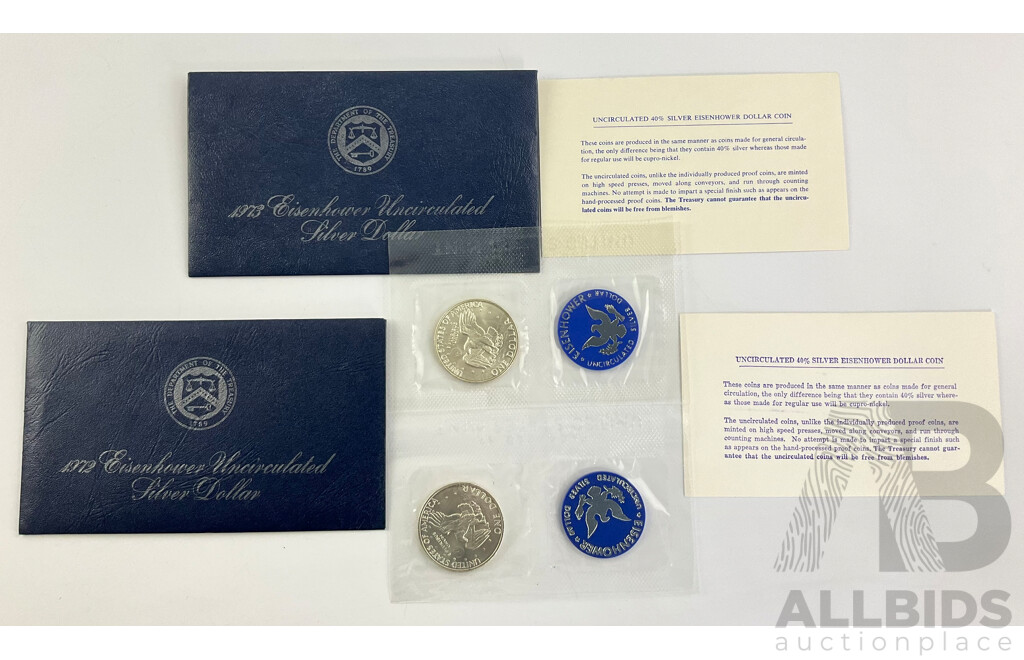 THE DEPARTMENT OF THE TREASURY
1789
1973 Eisenhower Uncirculated
Silver Dollar
UNCIRCULATED 40% SILVER EISENHOWER DOLLAR COIN
These coins are produced in the same manner as coins made for general circula-
tion, the only difference being that they contain 40% silver whereas those made
for regular use will be cupro-nickel.
The uncirculated coins, unlike the individually produced proof coins, are minted
on high speed presses, moved along conveyors, and run through counting
machines. No attempt is made to impart a special finish such as appears on the
hand-processed proof coins. The Treasury cannot guarantee that the uncircu-
lated coins will be free from blemishes.
UNITED STATES OF AMERICA
ONE DOLLAR
EISENHOWER
UNCIRCULATED
SILVER
DOLLAR
THE DEPARTMENT OF THE TREASURY
1789
1972 Eisenhower Uncirculated
Silver Dollar
UNCIRCULATED 40% SILVER EISENHOWER DOLLAR COIN
These coins are produced in the same manner as coins made for general
circulation, the only difference being that they contain 40% silver where-
as those made for regular use will be cupro-nickel.
The uncirculated coins, unlike the individually produced proof coins, are
minted on high speed presses, moved along conveyors, and run through
counting machines. No attempt is made to impart a special finish such
as appears on the hand-processed proof coins. The Treasury cannot guar-
antee that the uncirculated coins will be free from blemishes.
UNITED STATES OF AMERICA
ONE DOLLAR
EISENHOWER
UNCIRCULATED
SILVER
DOLLAR
AB
ALLBIDS
auctionplace